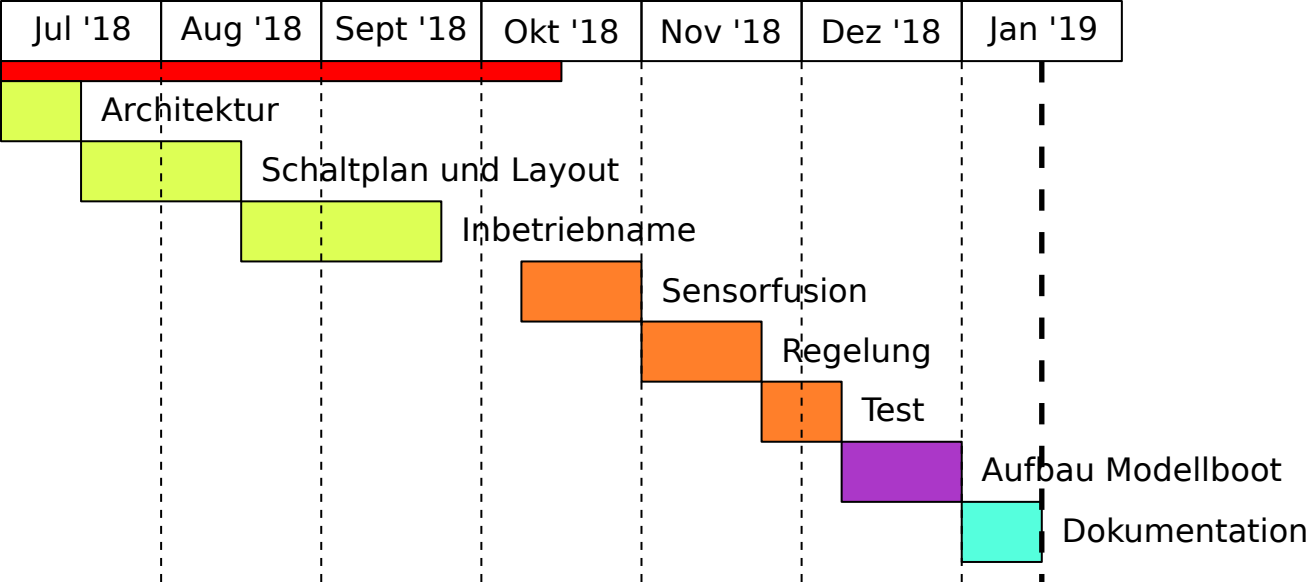 Jul '18 Aug '18 Sept '18 Okt '18 Nov '18 Dez '18 Jan '19
Architektur
Schaltplan und Layout
Inbetriebname
Sensorfusion
Regelung
Test
Aufbau Modellboot
Dokumentation